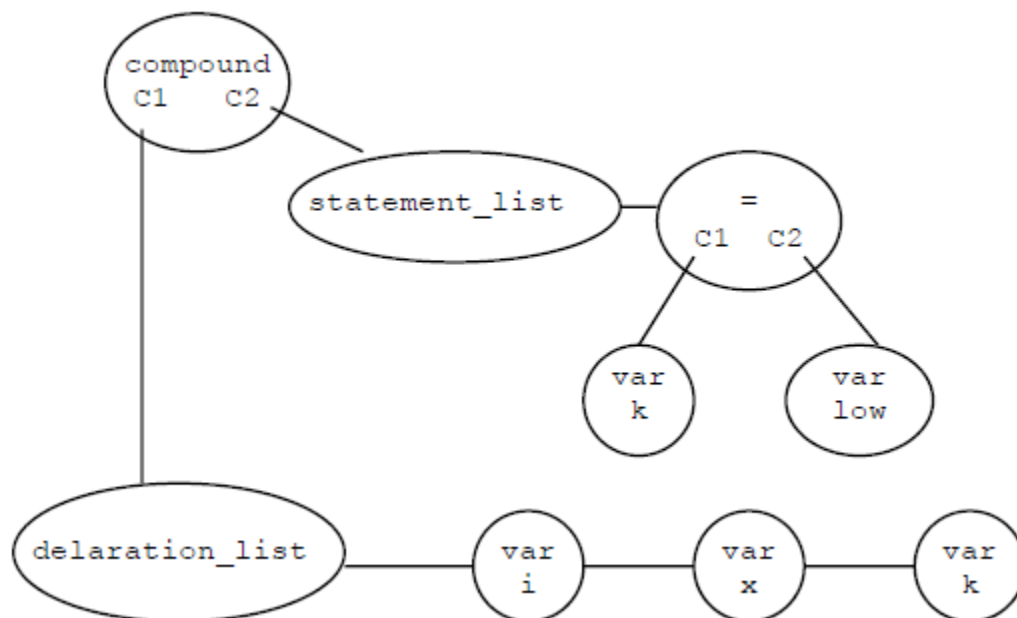 compound
C1 C2
statement_list
=
C1 C2
var
k
var
low
delaration_list
var
i
var
x
var
k